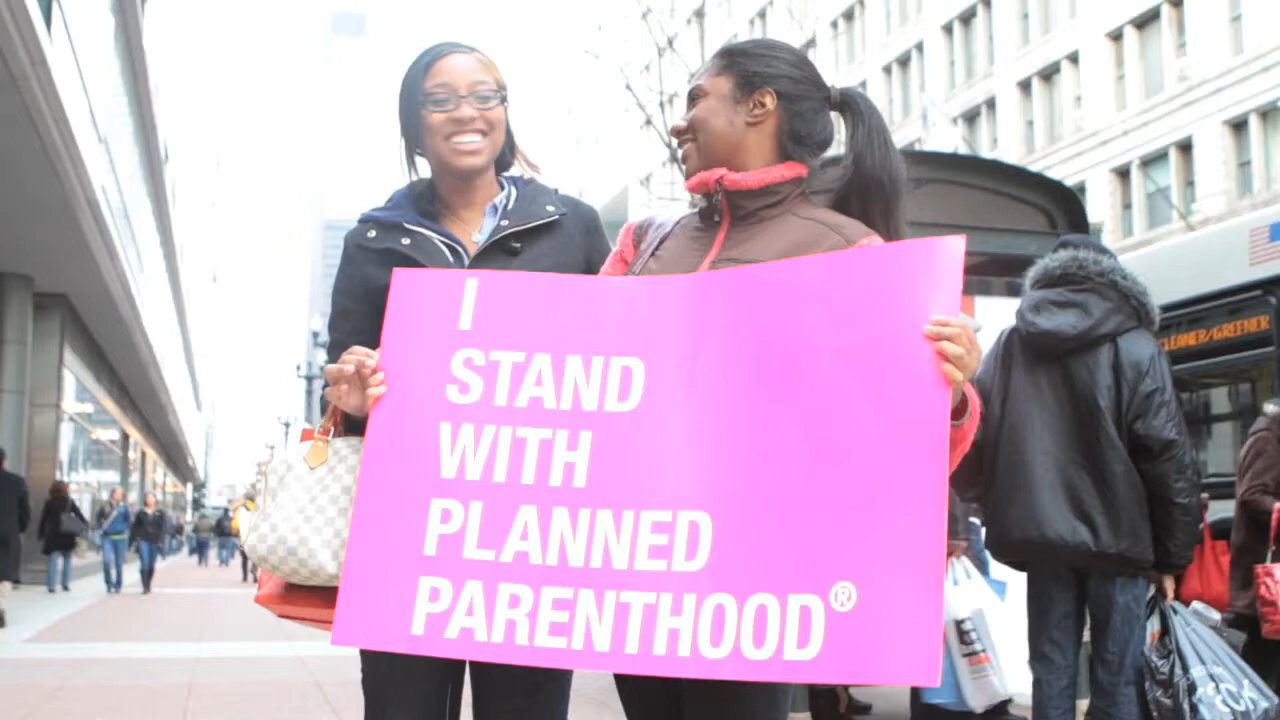 I
STAND
WITH
PLANNED
PARENTHOOD®
CLEANER/GREENER